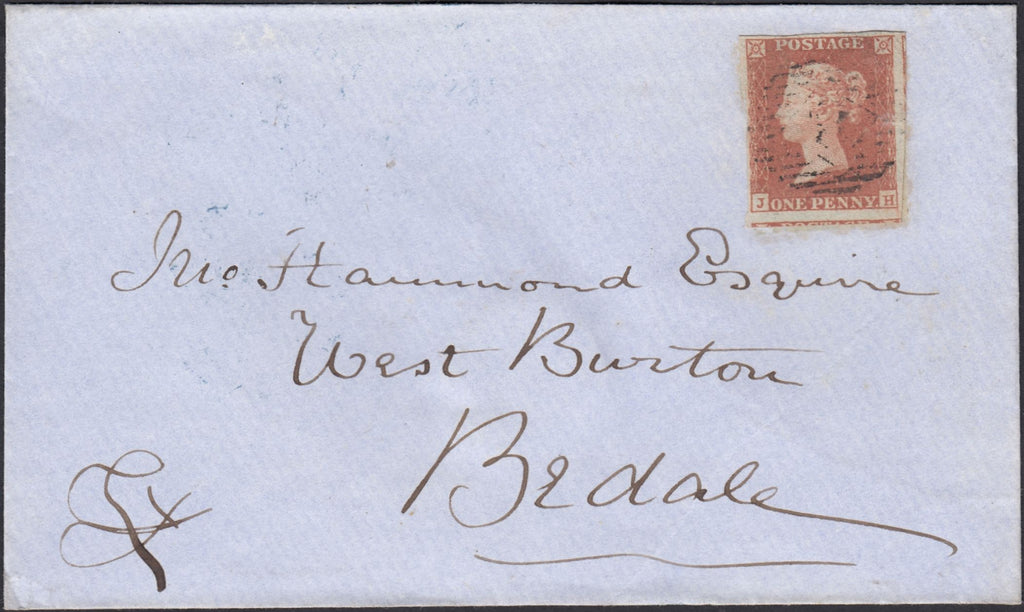 POSTAGE
J ONE PENNY H
Jno. Hammond Esquire
West Burton
Bedale